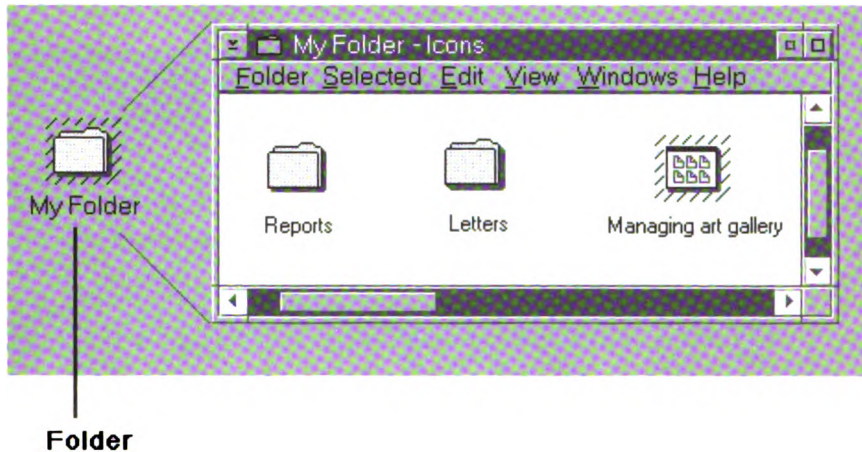 My Folder - Icons
Folder Selected Edit View Windows Help
My Folder
Reports
Letters
Managing art gallery
Folder